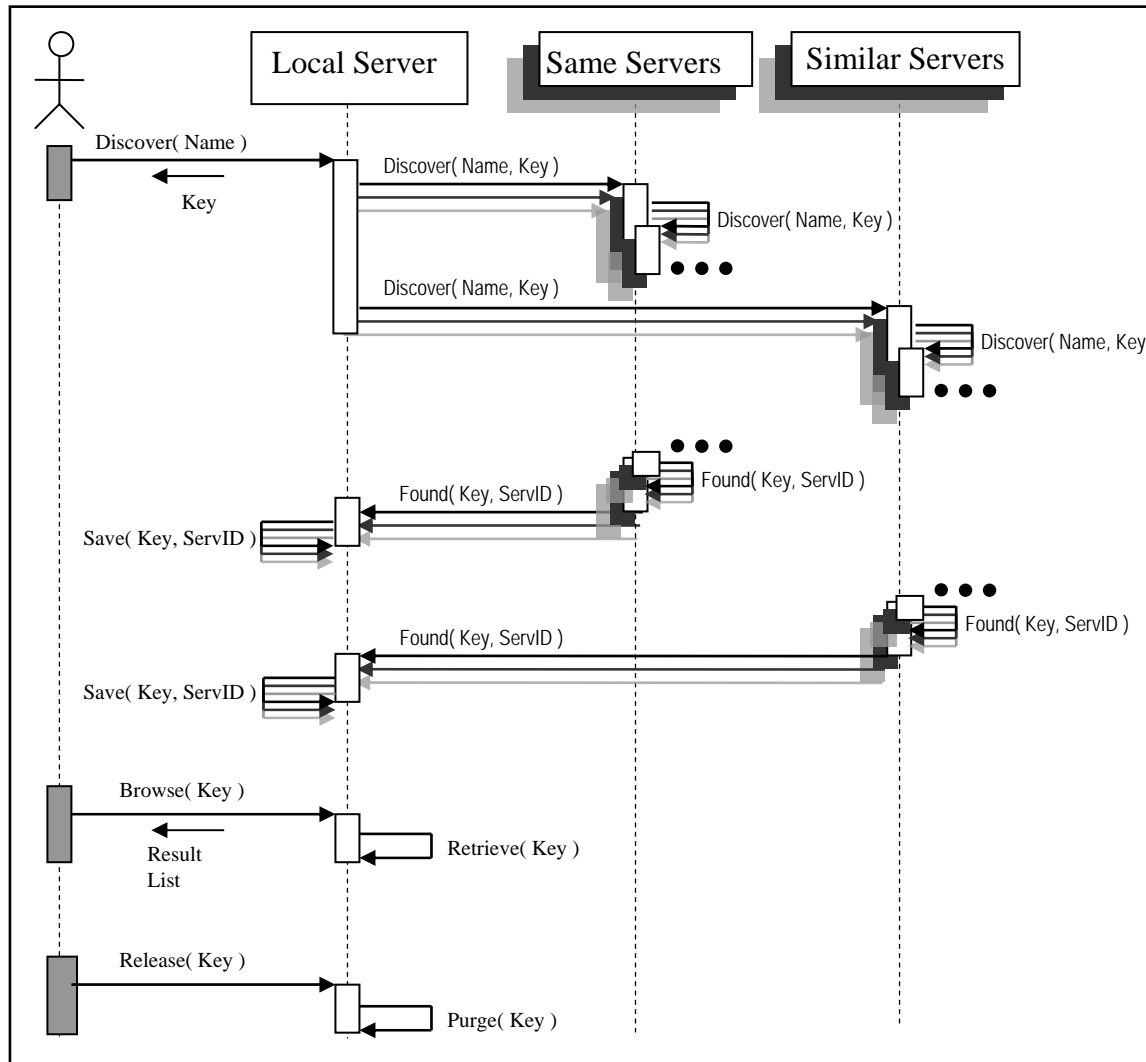 Local Server
Same Servers
Similar Servers
Discover( Name )
Key
Discover( Name, Key )
Discover( Name, Key )
Discover( Name, Key )
Discover( Name, Key
Found( Key, ServID )
Found( Key, ServID )
Save( Key, ServID )
Found( Key, ServID )
Found( Key, ServID )
Save( Key, ServID )
Browse( Key )
Result
List
Retrieve( Key )
Release( Key )
Purge( Key )